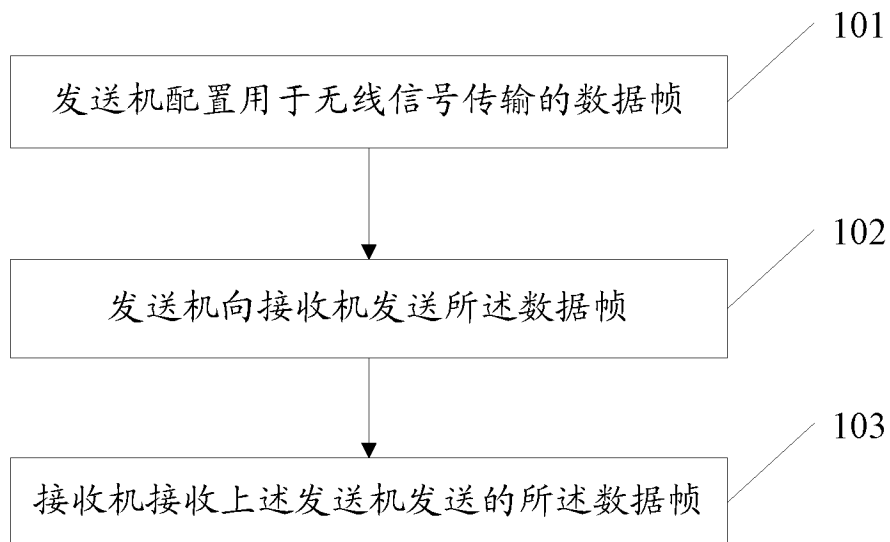 101
发送机配置用于无线信号传输的数据帧
102
发送机向接收机发送所述数据帧
103
接收机接收上述发送机发送的所述数据帧